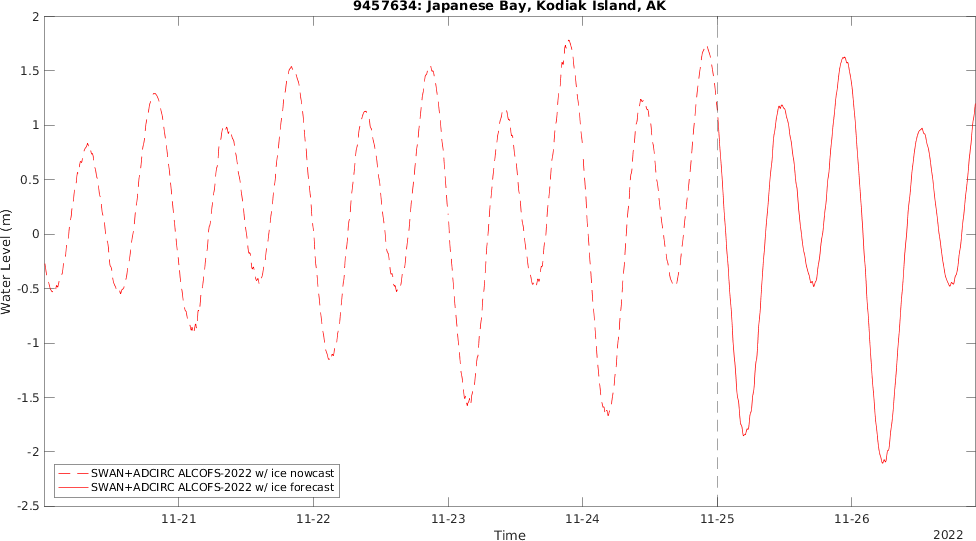 9457634: Japanese Bay, Kodiak Island, AK
2
1.5
1
0.5
0
-0.5
-1
-1.5
-2
-2.5
Water Level (m)
SWAN+ADCIRC ALCOFS-2022 w/ ice nowcast
SWAN+ADCIRC ALCOFS-2022 w/ ice forecast
11-21 11-22 11-23 11-24 11-25 11-26
Time
2022